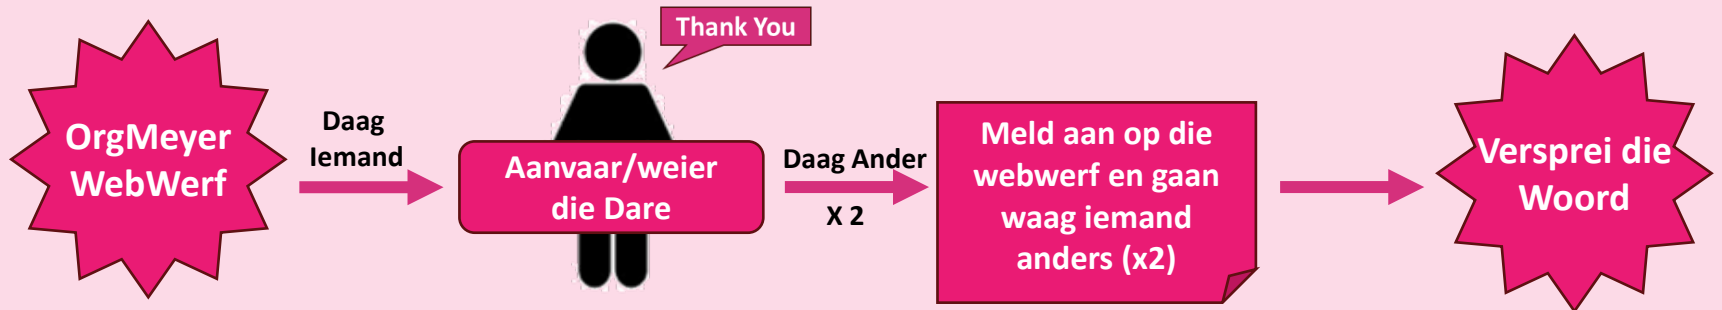 OrgMeyer
WebWerf
Daag
Iemand
Thank You
Aanvaar/weier
die Dare
Daag Ander
X 2
Meld aan op die
webwerf en gaan
waag iemand
anders (x2)
Versprei die
Woord